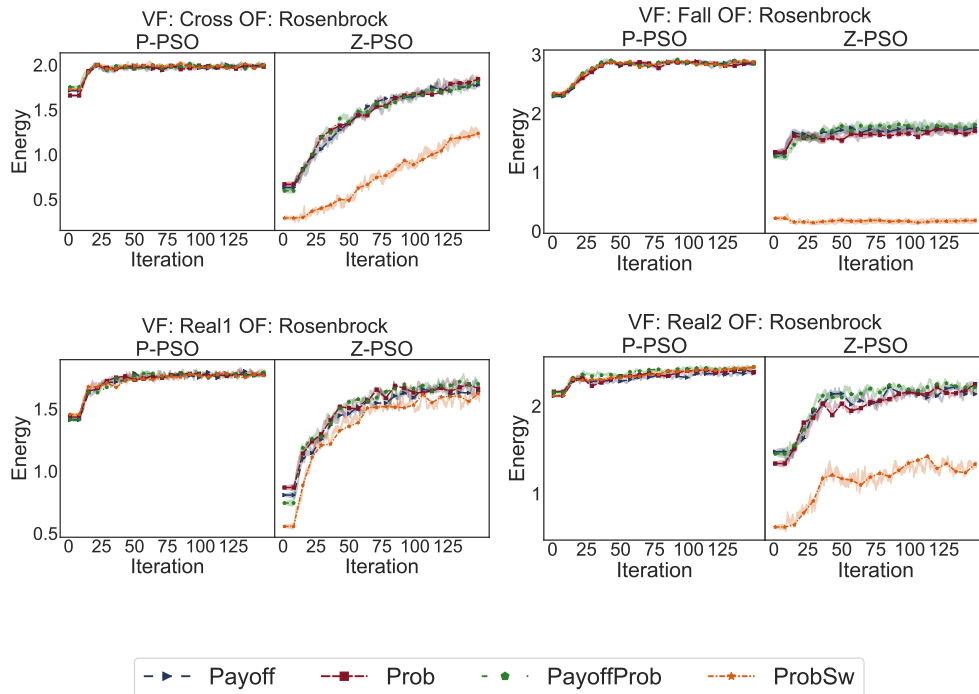 VF: Cross OF: Rosenbrock
P-PSO Z-PSO
2.0
1.5
1.0
0.5
Energy
0 25 50 75 100 125 0 25 50 75 100 125
Iteration Iteration
VF: Fall OF: Rosenbrock
P-PSO Z-PSO
3
2
1
0
Energy
0 25 50 75 100 125 0 25 50 75 100 125
Iteration Iteration
VF: Real1 OF: Rosenbrock
P-PSO Z-PSO
1.5
1.0
0.5
Energy
0 25 50 75 100 125 0 25 50 75 100 125
Iteration Iteration
VF: Real2 OF: Rosenbrock
P-PSO Z-PSO
2
1
Energy
0 25 50 75 100 125 0 25 50 75 100 125
Iteration Iteration
Payoff Prob PayoffProb ProbSw